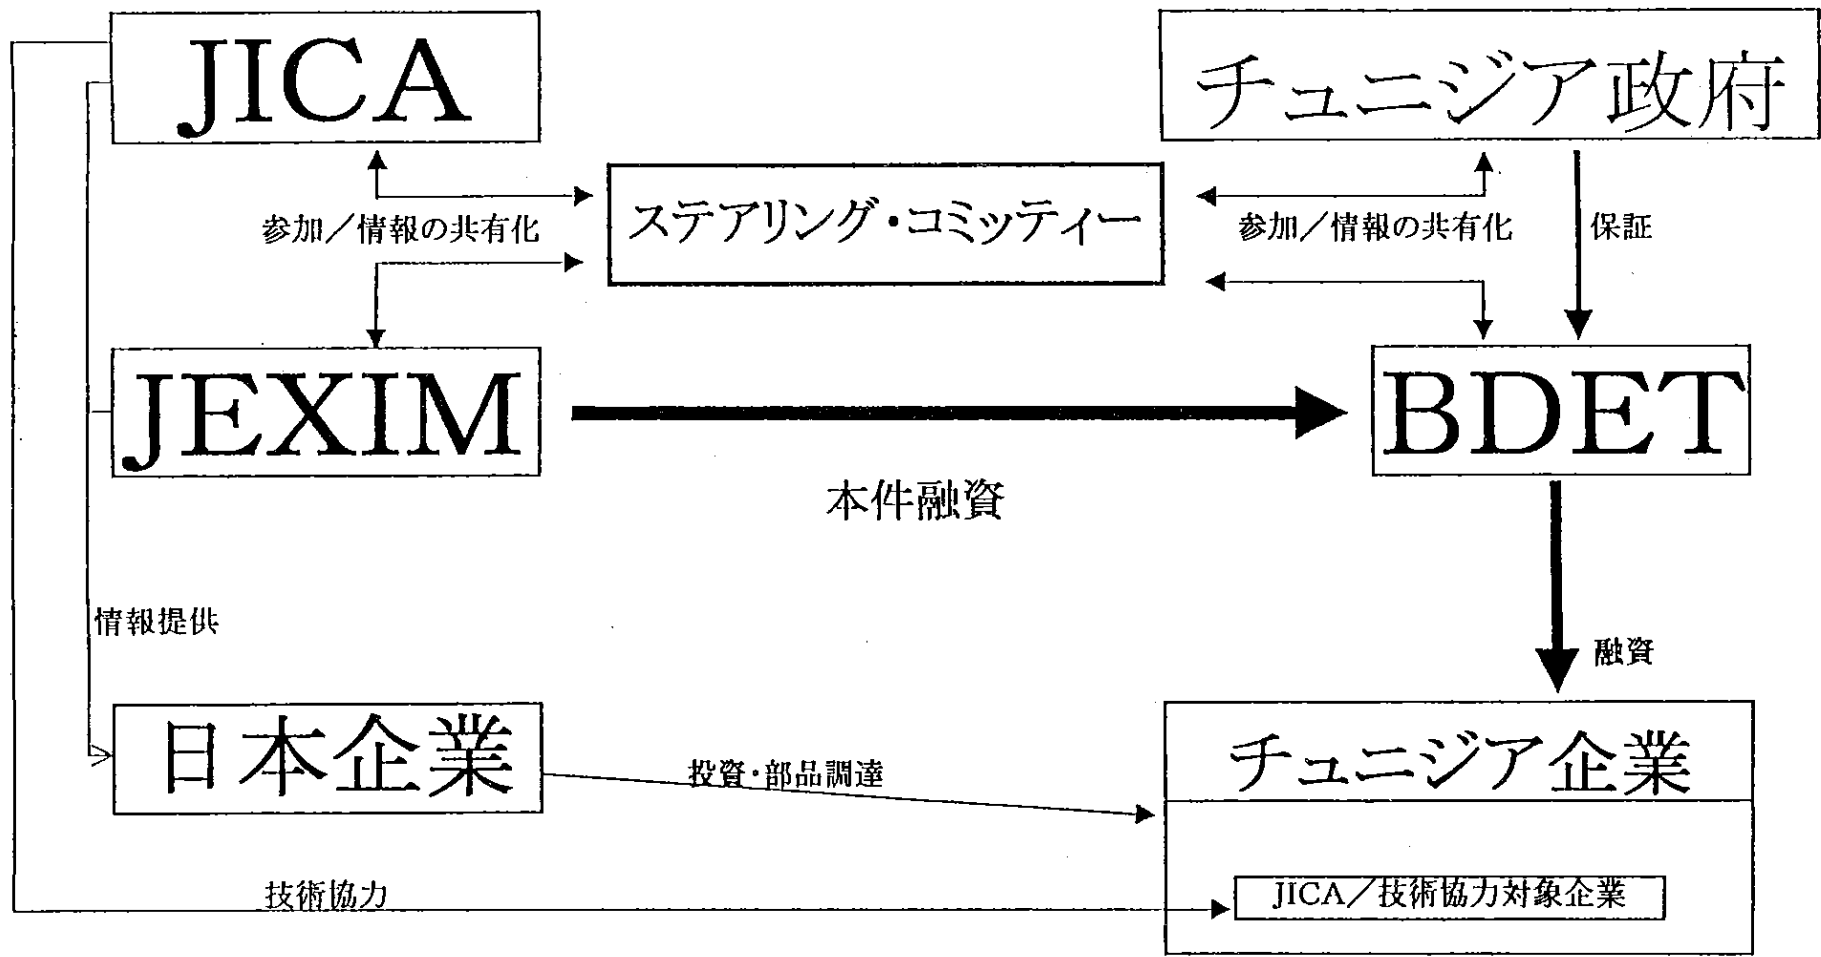 JICA
チュニジア政府
ステアリング・コミッティー
参加／情報の共有化
参加／情報の共有化
保証
JEXIM
BDET
本件融資
情報提供
融資
日本企業
チュニジア企業
投資・部品調達
技術協力
JICA／技術協力対象企業